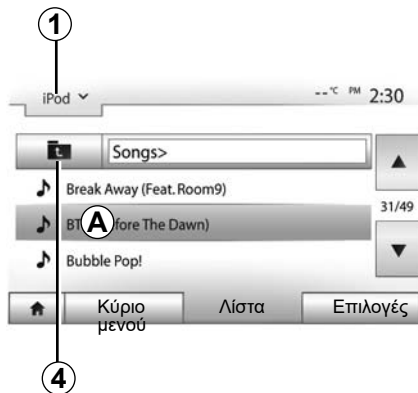 1
iPod
--°C PM 2:30
Songs>
Break Away (Feat. Room9)
31/49
A
fore The Dawn)
Bubble Pop!
Κύριο μενού
Λίστα
Επιλογές
4